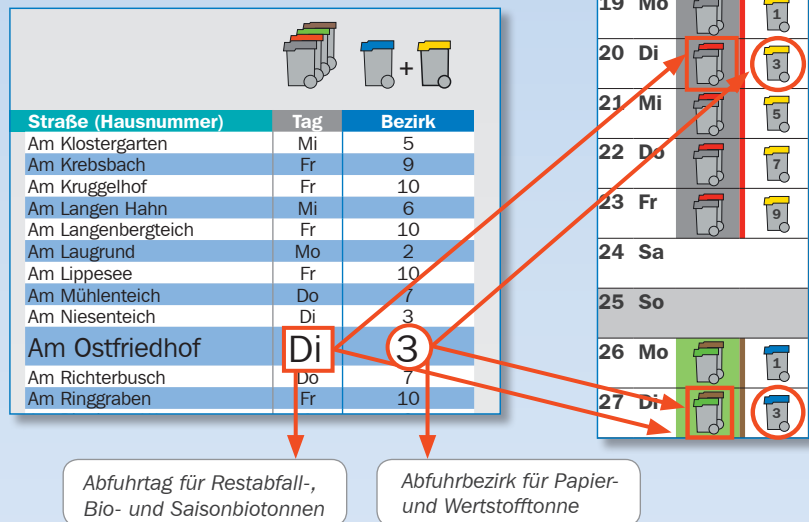 +
Straße (Hausnummer) Tag Bezirk
Am Klostergarten Mi 5
Am Krebsbach Fr 9
Am Kruggelhof Fr 10
Am Langen Hahn Mi 6
Am Langenbergteich Fr 10
Am Laugrund Mo 2
Am Lippesee Fr 10
Am Mühlenteich Do 7
Am Niesenteich Di 3
Am Ostfriedhof Di 3
Am Richterbusch Do 7
Am Ringgraben Fr 10
Abfuhrtag für Restabfall-,
Bio- und Saisonbiotonnen
Abfuhrbezirk für Papier-
und Wertstofftonne
19 Mo 1
20 Di 3
21 Mi 5
22 Do 7
23 Fr 9
24 Sa
25 So
26 Mo 1
27 Di 3